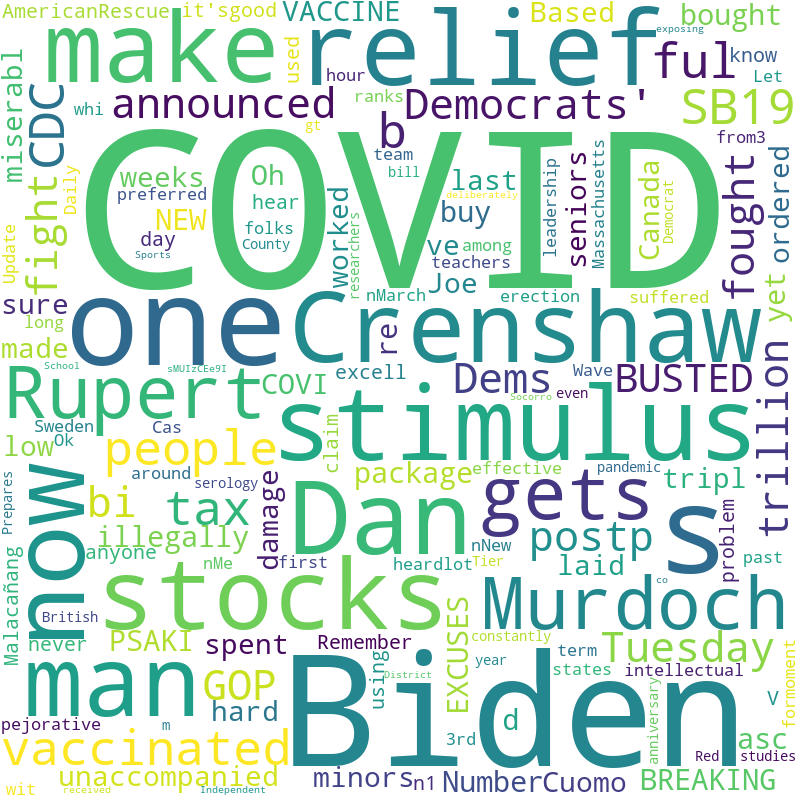 AmericanRescue it's good VACCINE Based bought
make relief ful know
exposing
Let
used hour ranks
miserabl CDC whi announced Democrats' SB19
gt b from3
COVID
team bill deliberately
weeks Oh last
preferred hear
NEW folks worked buy
day County ve among
Sports researchers Joe teachers
leadership seniors Massachusetts Canada Democrat fought yet ordered
Daily Update fight
sure nMarch erection suffered
one Crenshaw
long re
made Rupert COVI excell Dems Wave even BUSTED
School sMUIzCEe9I Socorro
Sweden Cas
low Ok people stimulus trillion
claim
around package effective pandemic tripl
serology
Prepares now bi tax damage Dan gets s
illegally postp problem
anyone nNew
nMe first heardlot Tier laid past
stocks co
British Murdoch
Malacañang never PSAKI spent Remember EXCUSES constantly Tuesday
term
man GOP using year states intellectual
District
hard Biden d V formoment
pejorative m 3rd anniversary
vaccinated asc
Red studies
unaccompanied minors n1 Number Cuomo BREAKING
wit received Independent